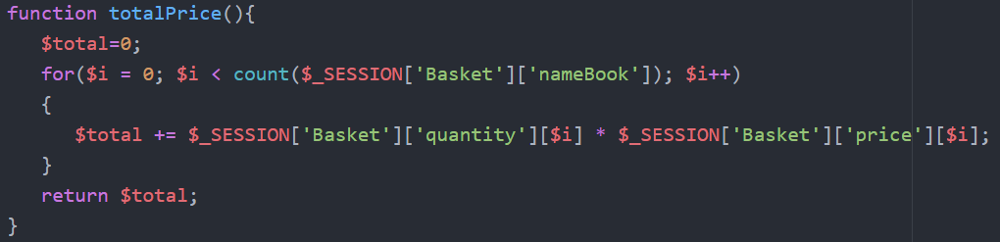 function totalPrice(){
$total=0;
for($i = 0; $i < count($_SESSION['Basket']['nameBook']); $i++)
{
$total += $_SESSION['Basket']['quantity'][$i] * $_SESSION['Basket']['price'][$i];
}
return $total;
}